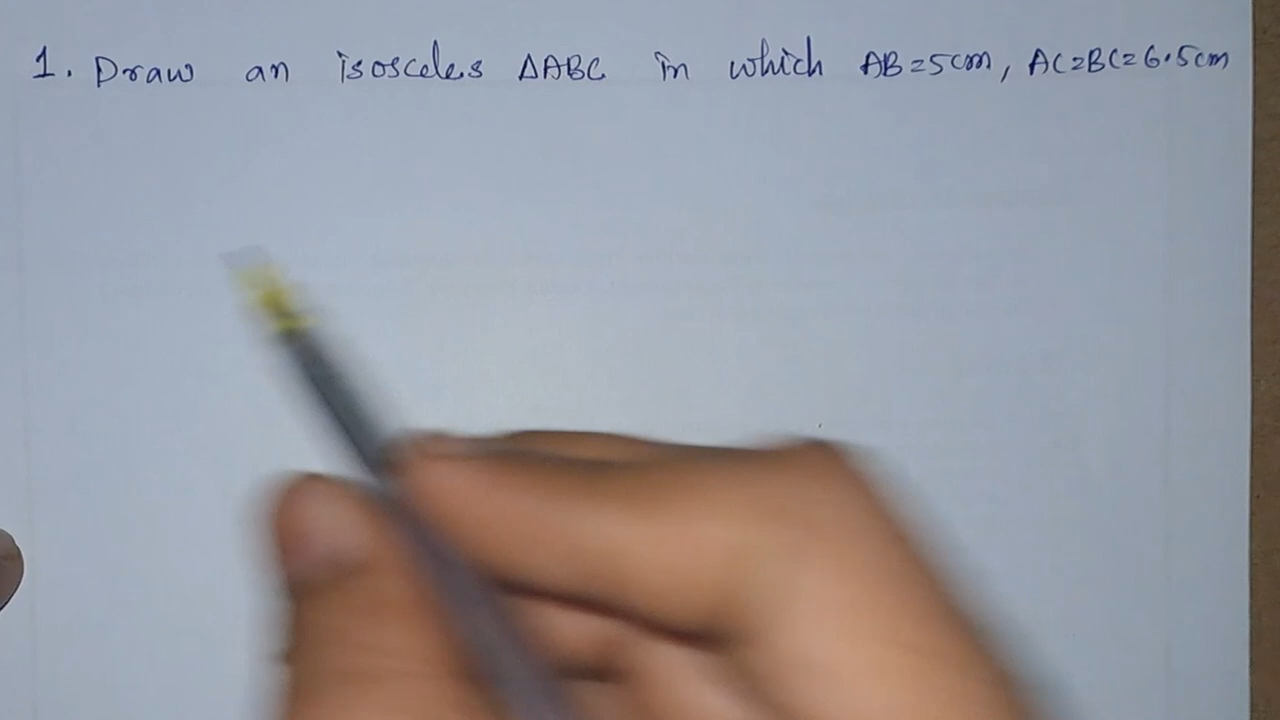 1. Draw an isosceles ΔABC in which AB=5cm, AC=BC=6.5cm